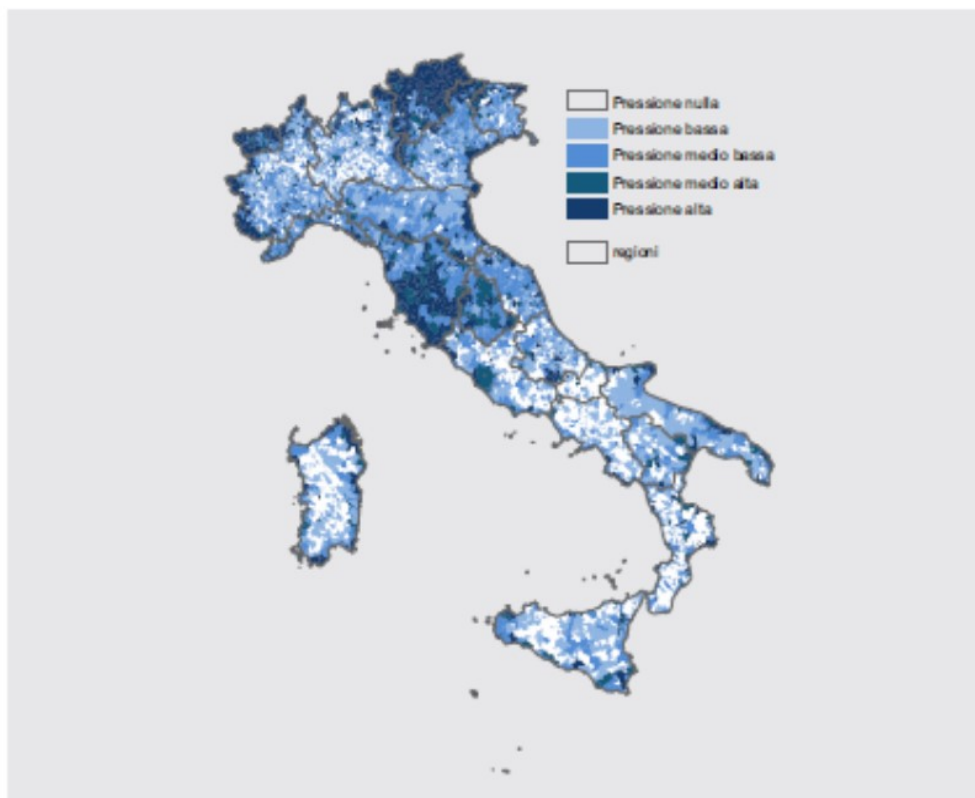 Pressione nulla
Pressione bassa
Pressione medio bassa
Pressione medio alta
Pressione alta
regioni